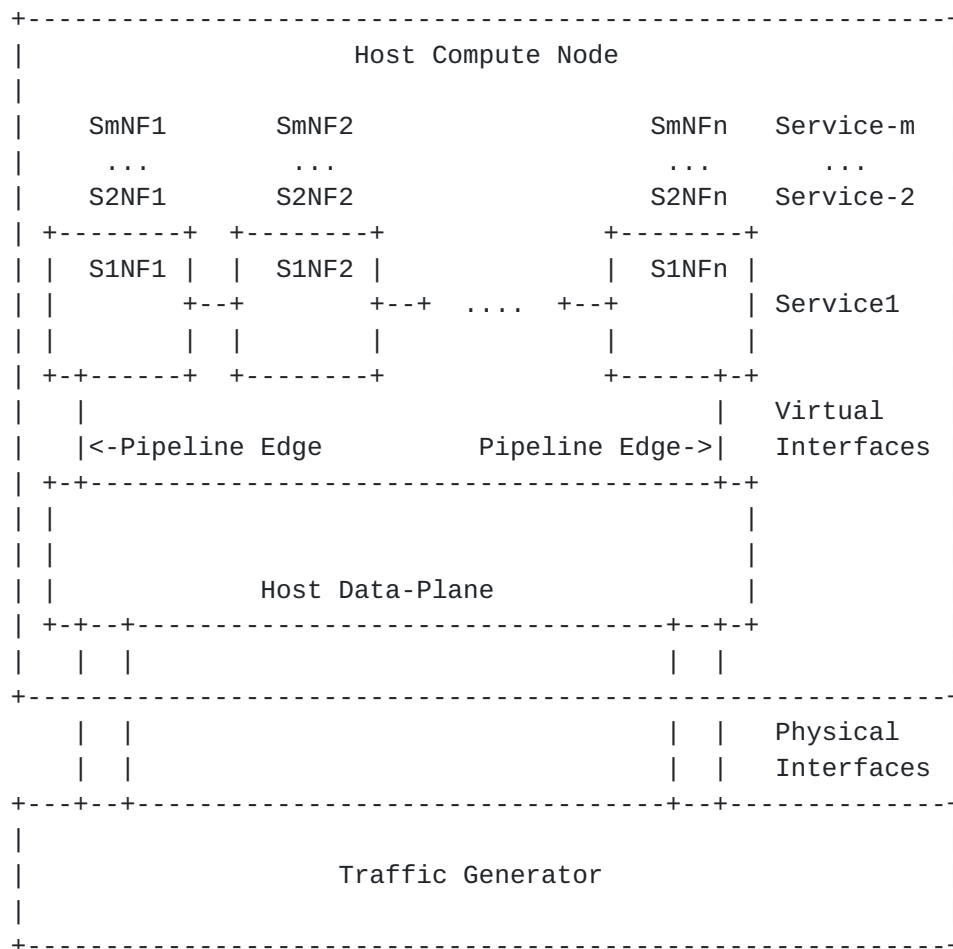 Host Compute Node
SmNF1 SmNF2 SmNFn Service-m
... ... ... ...
S2NF1 S2NF2 S2NFn Service-2
S1NF1 S1NF2 S1NFn
.... Service1
Virtual
<-Pipeline Edge Pipeline Edge-> Interfaces
Host Data-Plane
Physical
Interfaces
Traffic Generator